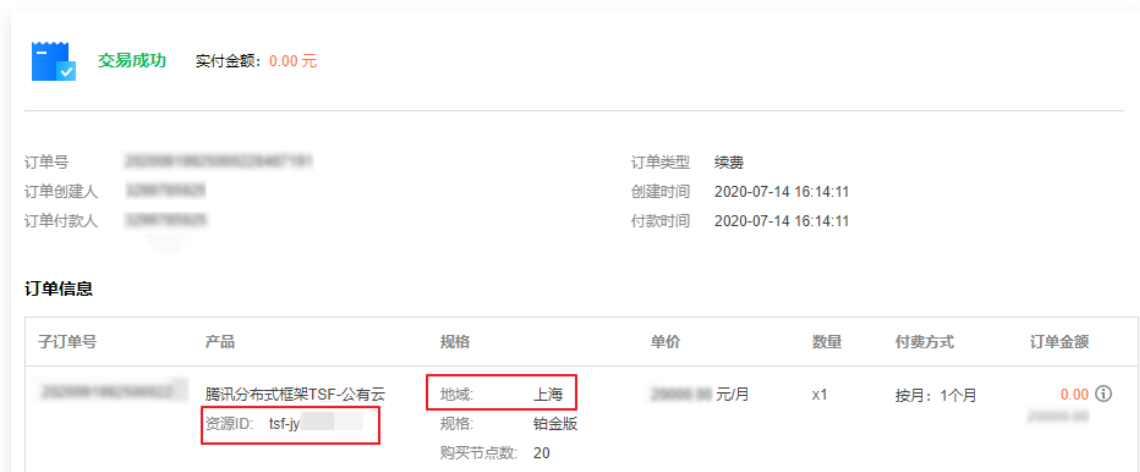 交易成功 实付金额：0.00 元
订单号 订单类型 续费
订单创建人 创建时间 2020-07-14 16:14:11
订单付款人 付款时间 2020-07-14 16:14:11
订单信息
子订单号 产品 规格 单价 数量 付费方式 订单金额
腾讯分布式框架TSF-公有云 地域: 上海 元/月 x1 按月：1个月 0.00
资源ID: tsf-jy 规格: 铂金版
购买节点数: 20